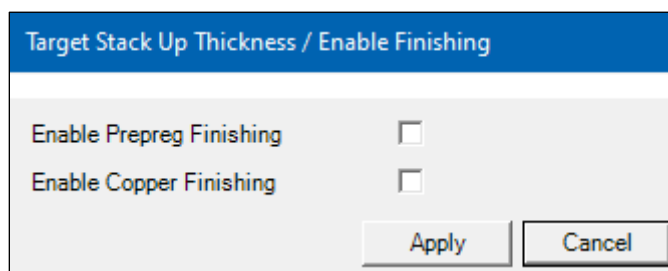 Target Stack Up Thickness / Enable Finishing
Enable Prepreg Finishing
Enable Copper Finishing
Apply Cancel